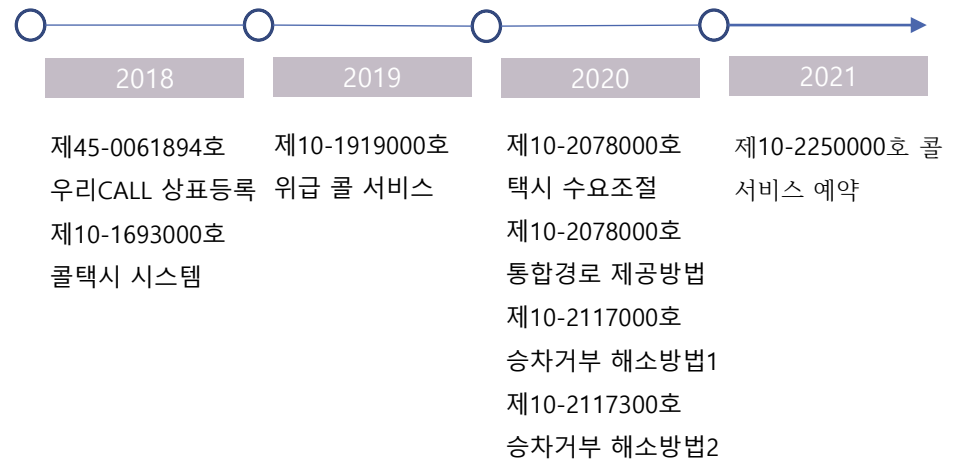 2018
제45-0061894호
우리CALL 상표등록
제10-1693000호
콜택시 시스템
2019
제10-1919000호
위급 콜 서비스
2020
제10-2078000호
택시 수요조절
제10-2078000호
통합경로 제공방법
제10-2117000호
승차거부 해소방법1
제10-2117300호
승차거부 해소방법2
2021
제10-2250000호 콜
서비스 예약